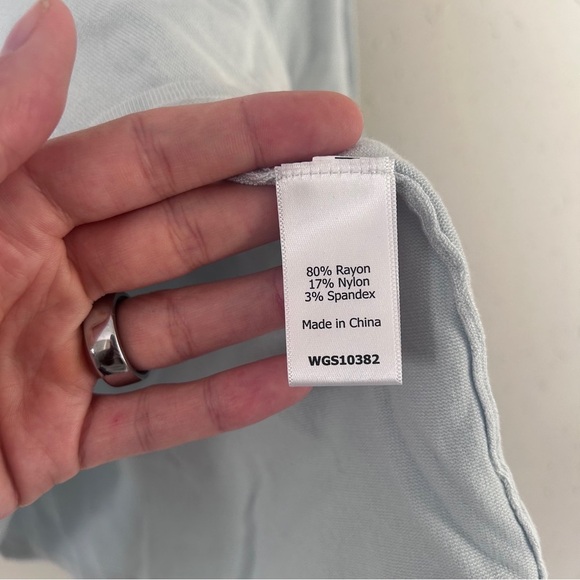 80% Rayon
17% Nylon
3% Spandex
Made in China
WGS10382